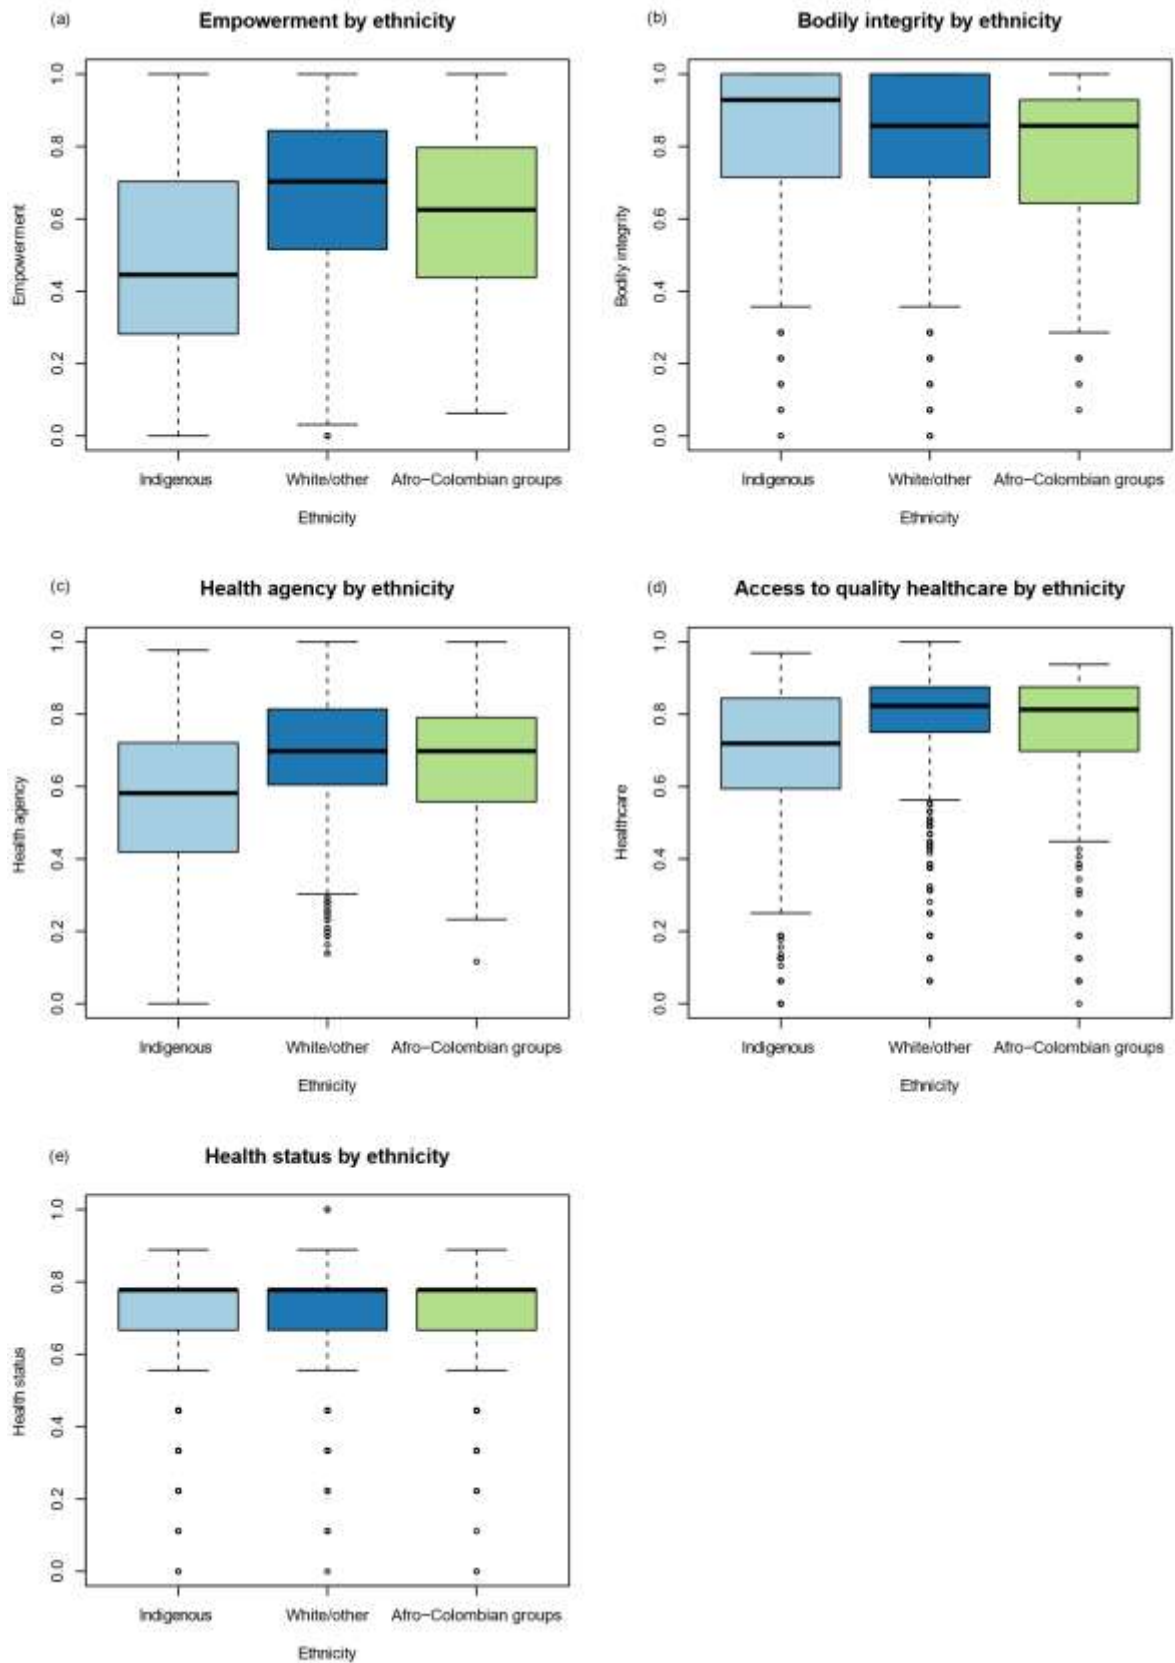 (a) Empowerment by ethnicity
Empowerment
1.0
0.8
0.6
0.4
0.2
0.0
Indigenous White/other Afro-Colombian groups
Ethnicity
(b) Bodily integrity by ethnicity
Bodily integrity
1.0
0.8
0.6
0.4
0.2
0.0
Indigenous White/other Afro-Colombian groups
Ethnicity
(c) Health agency by ethnicity
Health agency
1.0
0.8
0.6
0.4
0.2
0.0
Indigenous White/other Afro-Colombian groups
Ethnicity
(d) Access to quality healthcare by ethnicity
Healthcare
1.0
0.8
0.6
0.4
0.2
0.0
Indigenous White/other Afro-Colombian groups
Ethnicity
(e) Health status by ethnicity
Health status
1.0
0.8
0.6
0.4
0.2
0.0
Indigenous White/other Afro-Colombian groups
Ethnicity